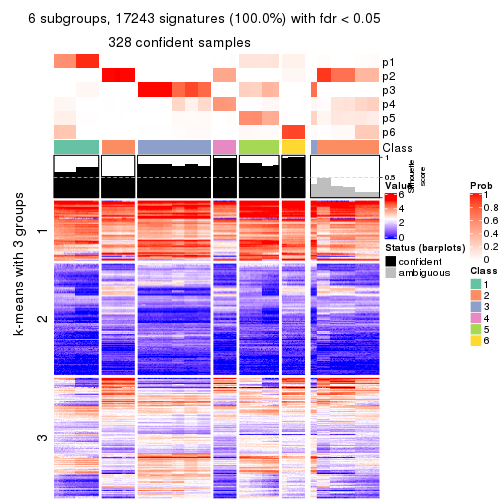 6 subgroups, 17243 signatures (100.0%) with fdr < 0.05
328 confident samples
p1
p2
p3
p4
p5
p6
Class
1
0.5
0
Silhouette
score
k-means with 3 groups
1
2
3
Value
6
4
2
0
Status (barplots)
confident
ambiguous
Prob
1
0.8
0.6
0.4
0.2
0
Class
1
2
3
4
5
6